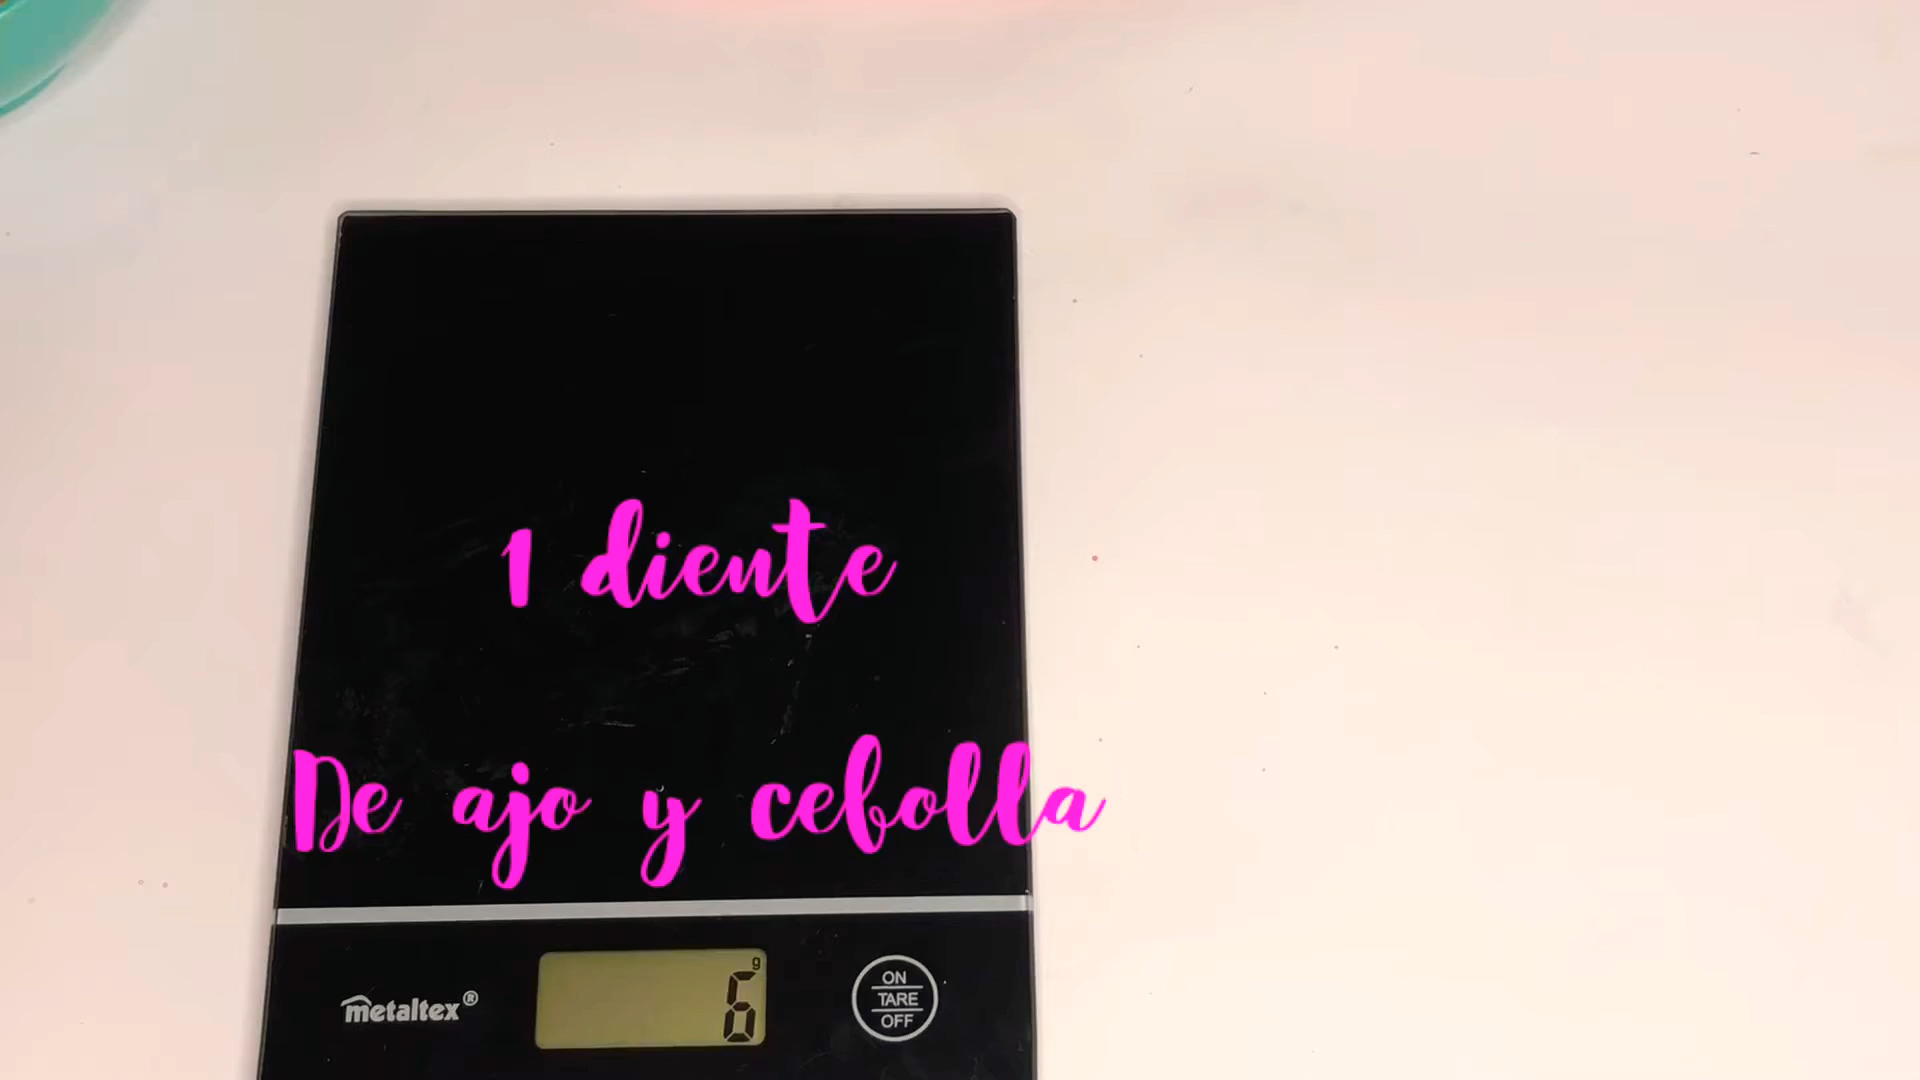 1 diente
De ajo y cebolla
metaltex®
6 g
ON
TARE
OFF